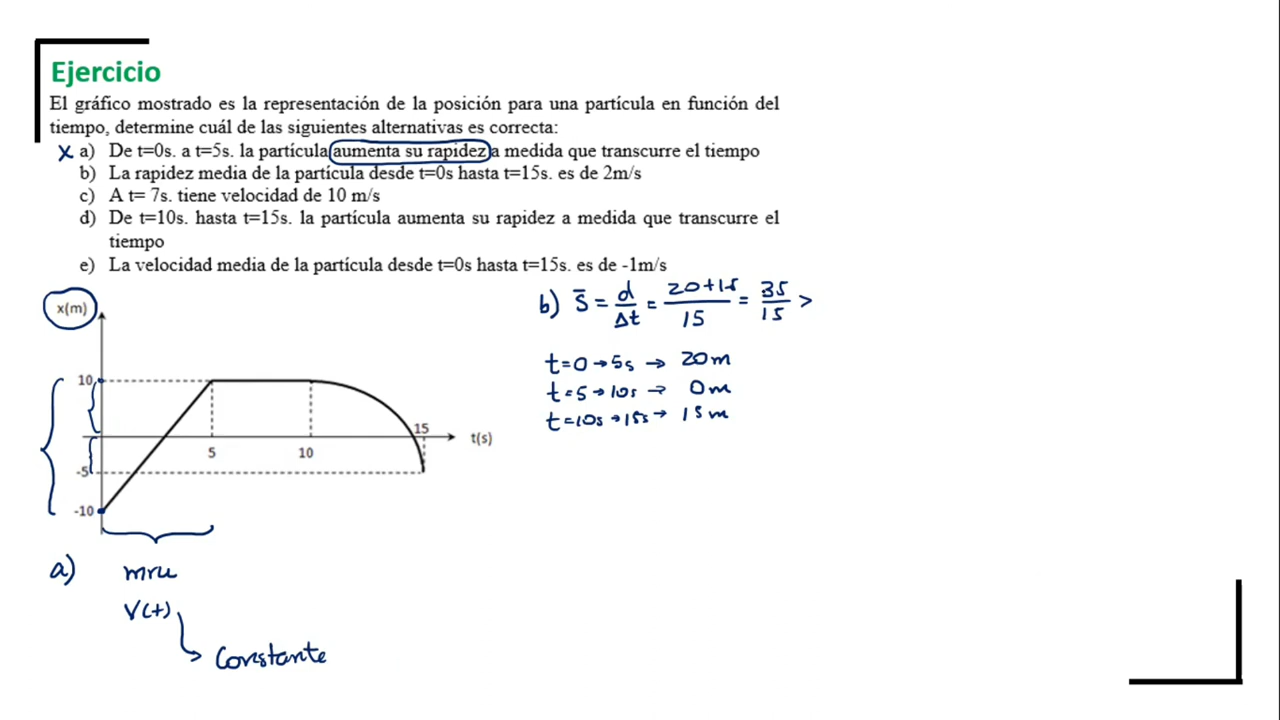 Ejercicio
El gráfico mostrado es la representación de la posición para una partícula en función del
tiempo, determine cuál de las siguientes alternativas es correcta:
x a) De t=0s. a t=5s. la partícula aumenta su rapidez a medida que transcurre el tiempo
b) La rapidez media de la partícula desde t=0s hasta t=15s. es de 2m/s
c) A t= 7s. tiene velocidad de 10 m/s
d) De t=10s. hasta t=15s. la partícula aumenta su rapidez a medida que transcurre el
tiempo
e) La velocidad media de la partícula desde t=0s hasta t=15s. es de -1m/s
b) S̄ = d/Δt = 20+15/15 = 35/15 >
t=0→5s → 20m
t=5→10s → 0m
t=10s→15s→ 15m
x(m)
10
15
t(s)
5
10
-5
-10
a) mru
V(+)
Constante